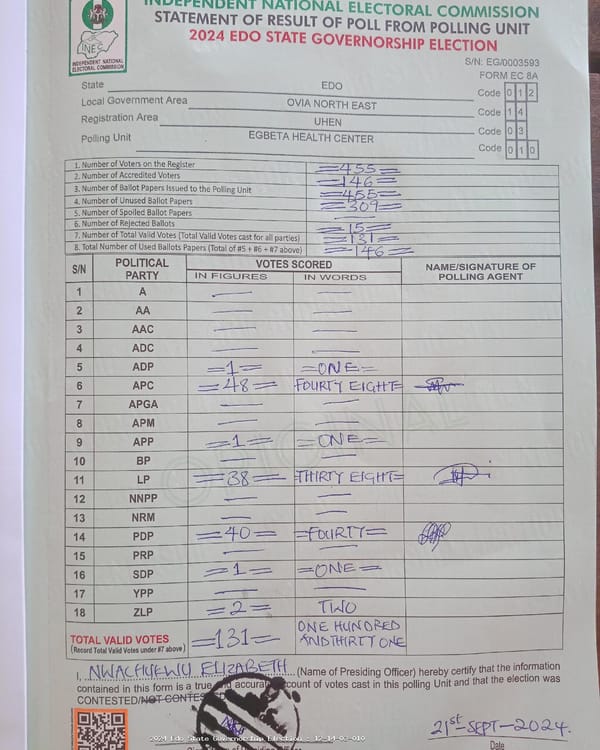 INDEPENDENT NATIONAL ELECTORAL COMMISSION
STATEMENT OF RESULT OF POLL FROM POLLING UNIT
2024 EDO STATE GOVERNORSHIP ELECTION
INEC
INDEPENDENT NATIONAL ELECTORAL COMMISSION
S/N: EG/0003593
FORM EC 8A
State EDO Code 0 1 2
Local Government Area OVIA NORTH EAST Code 1 4
Registration Area UHEN Code 0 3
Polling Unit EGBETA HEALTH CENTER Code 0 1 0
1. Number of Voters on the Register =455=
2. Number of Accredited Voters =146=
3. Number of Ballot Papers Issued to the Polling Unit =455=
4. Number of Unused Ballot Papers =309=
5. Number of Spoiled Ballot Papers —
6. Number of Rejected Ballots =15=
7. Number of Total Valid Votes (Total Valid Votes cast for all parties) =131=
8. Total Number of Used Ballots Papers (Total of #5 + #6 + #7 above) =146=
S/N POLITICAL PARTY VOTES SCORED NAME/SIGNATURE OF POLLING AGENT
IN FIGURES IN WORDS
1 A — —
2 AA — —
3 AAC — —
4 ADC — —
5 ADP =1= =ONE=
6 APC =48= FOURTY EIGHT=
7 APGA — —
8 APM — —
9 APP =1= =ONE=
10 BP — —
11 LP =38= =THIRTY EIGHT=
12 NNPP — —
13 NRM — —
14 PDP =40= =FOURTY=
15 PRP — —
16 SDP =1= =ONE=
17 YPP — —
18 ZLP =2= TWO
TOTAL VALID VOTES =131= ONE HUNDRED
(Record Total Valid Votes under #7 above) AND THIRTY ONE
I, NWACHUKWU ELIZABETH (Name of Presiding Officer) hereby certify that the information
contained in this form is a true and accurate account of votes cast in this polling Unit and that the election was
CONTESTED/NOT CONTESTED
21st-SEPT-2024.
2024 Edo State Governorship Election - 12-14-03-010
Date